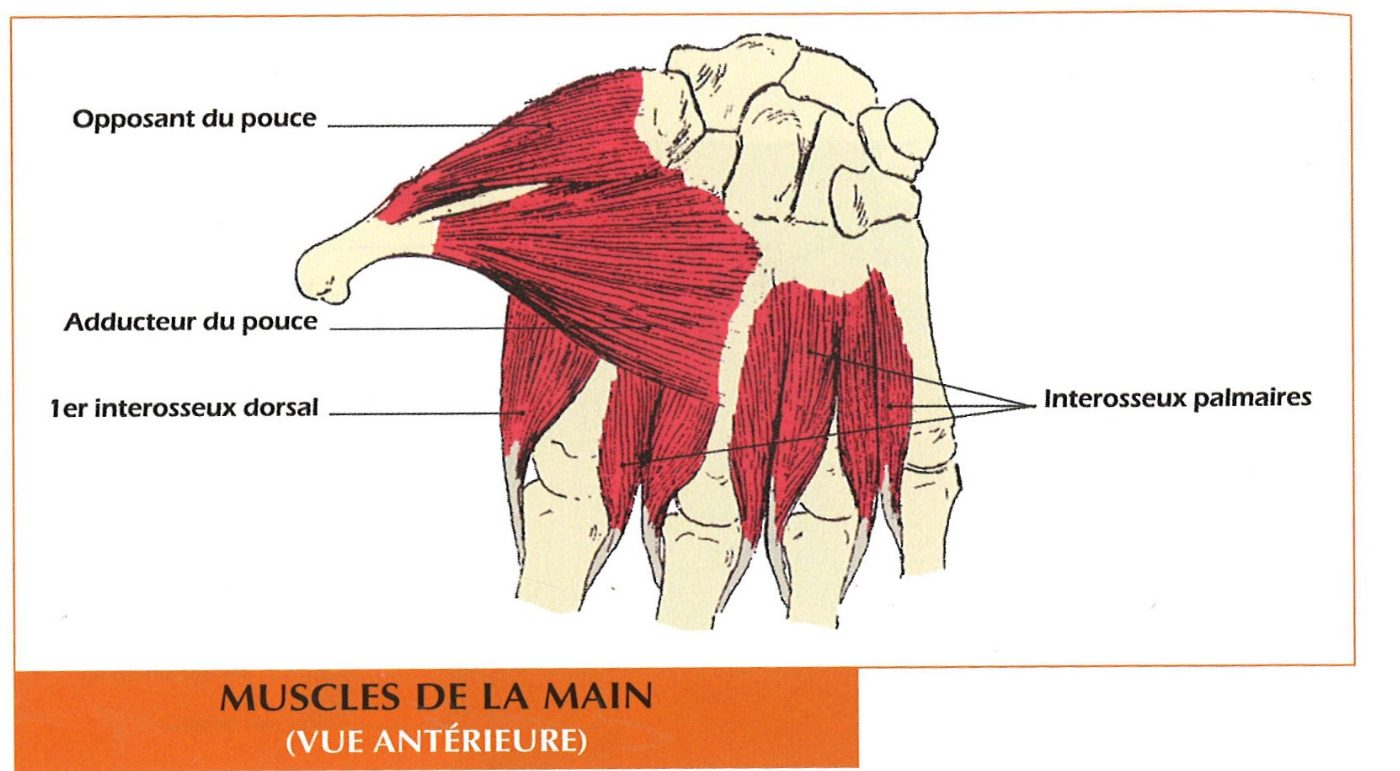 Opposant du pouce
Adducteur du pouce
1er interosseux dorsal
Interosseux palmaires
MUSCLES DE LA MAIN
(VUE ANTÉRIEURE)